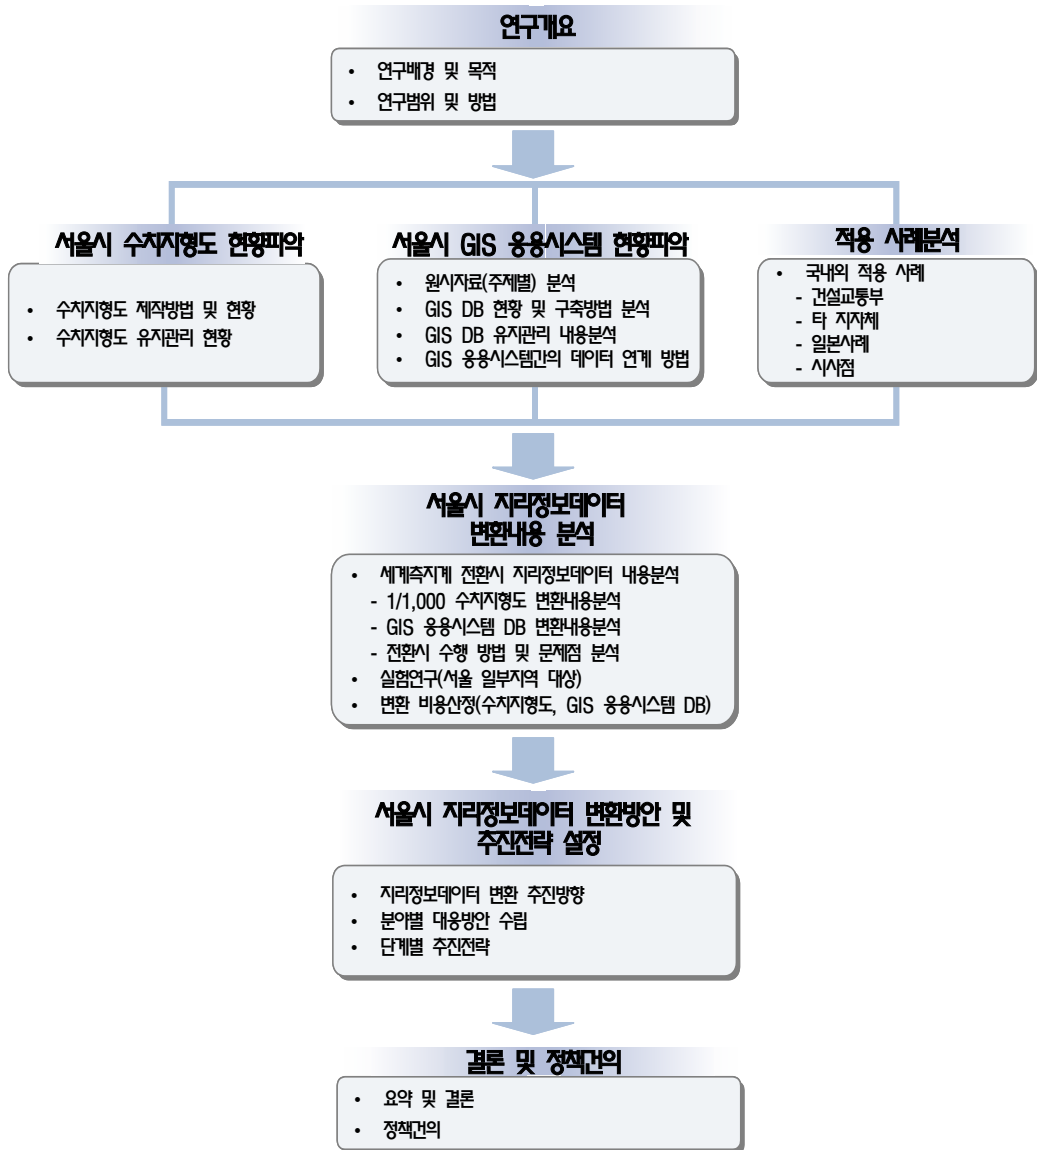 연구개요
• 연구배경 및 목적
• 연구범위 및 방법
서울시 수치지형도 현황파악
• 수치지형도 제작방법 및 현황
• 수치지형도 유지관리 현황
서울시 GIS 응용시스템 현황파악
• 원시자료(주제별) 분석
• GIS DB 현황 및 구축방법 분석
• GIS DB 유지관리 내용분석
• GIS 응용시스템간의 데이터 연계 방법
적용 사례분석
• 국내외 적용 사례
- 건설교통부
- 타 지자체
- 일본사례
- 시사점
서울시 지리정보데이터
변환내용 분석
• 세계측지계 전환시 지리정보데이터 내용분석
- 1/1,000 수치지형도 변환내용분석
- GIS 응용시스템 DB 변환내용분석
- 전환시 수행 방법 및 문제점 분석
• 실험연구(서울 일부지역 대상)
• 변환 비용산정(수치지형도, GIS 응용시스템 DB)
서울시 지리정보데이터 변환방안 및
추진전략 설정
• 지리정보데이터 변환 추진방향
• 분야별 대응방안 수립
• 단계별 추진전략
결론 및 정책건의
• 요약 및 결론
• 정책건의